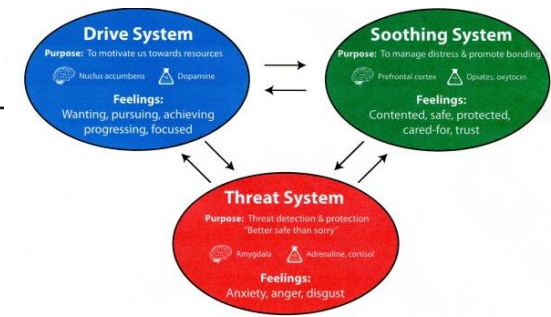 Drive System
Purpose: To motivate us towards resources
Nuclus accumbens
Dopamine
Feelings:
Wanting, pursuing, achieving
progressing, focused
Soothing System
Purpose: To manage distress & promote bonding
Prefrontal cortex
Opiates, oxytocin
Feelings:
Contented, safe, protected,
cared-for, trust
Threat System
Purpose: Threat detection & protection
"Better safe than sorry"
Amygdala
Adrenaline, cortisol
Feelings:
Anxiety, anger, disgust